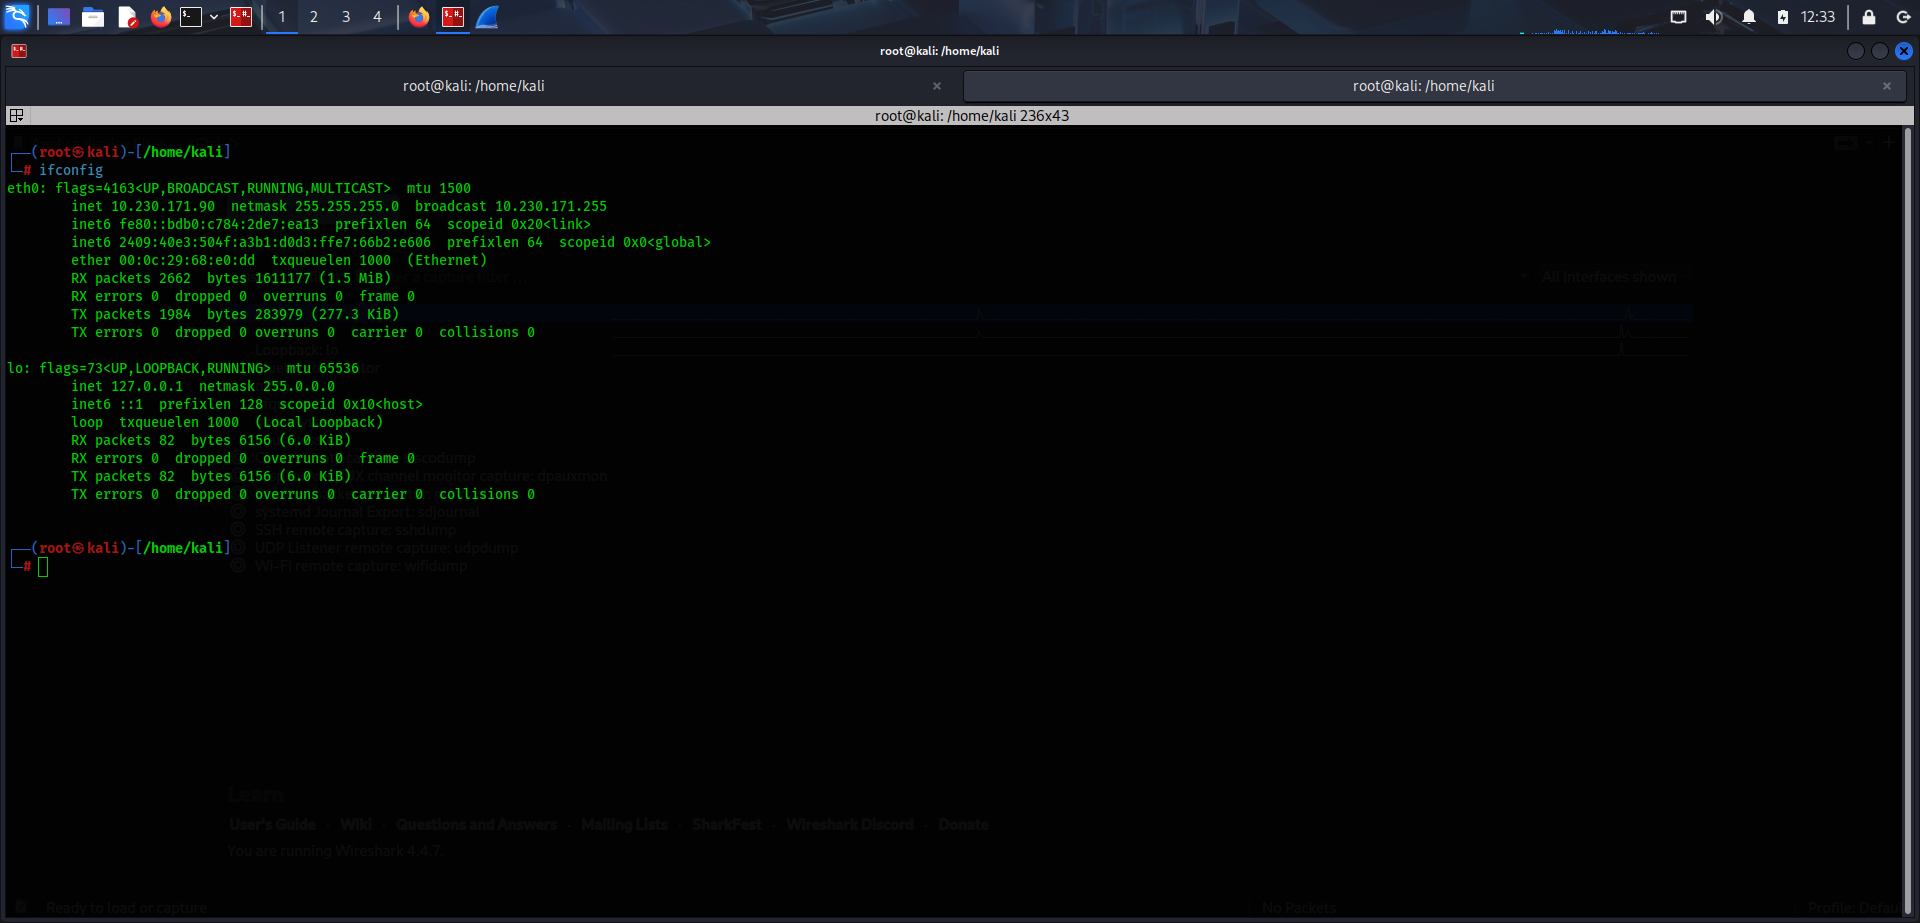 1 2 3 4 12:33
root@kali: /home/kali
root@kali: /home/kali × root@kali: /home/kali ×
root@kali: /home/kali 236x43
┌──(root㉿kali)-[/home/kali]
└─# ifconfig
eth0: flags=4163<UP,BROADCAST,RUNNING,MULTICAST>  mtu 1500
        inet 10.230.171.90  netmask 255.255.255.0  broadcast 10.230.171.255
        inet6 fe80::bdb0:c784:2de7:ea13  prefixlen 64  scopeid 0x20<link>
        inet6 2409:40e3:504f:a3b1:d0d3:ffe7:66b2:e606  prefixlen 64  scopeid 0x0<global>
        ether 00:0c:29:68:e0:dd  txqueuelen 1000  (Ethernet)
        RX packets 2662  bytes 1611177 (1.5 MiB)
        RX errors 0  dropped 0  overruns 0  frame 0
All interfaces shown
        TX packets 1984  bytes 283979 (277.3 KiB)
        TX errors 0  dropped 0 overruns 0  carrier 0  collisions 0
Loopback: lo
lo: flags=73<UP,LOOPBACK,RUNNING>  mtu 65536
        inet 127.0.0.1  netmask 255.0.0.0
        inet6 ::1  prefixlen 128  scopeid 0x10<host>
        loop  txqueuelen 1000  (Local Loopback)
        RX packets 82  bytes 6156 (6.0 KiB)
        RX errors 0  dropped 0  overruns 0  frame 0
        TX packets 82  bytes 6156 (6.0 KiB)
channel monitor capture: dpauxmon
        TX errors 0  dropped 0 overruns 0  carrier 0  collisions 0
systemd Journal Export: sdjournal
SSH remote capture: sshdump
UDP Listener remote capture: udpdump
Wi-Fi remote capture: wifidump
┌──(root㉿kali)-[/home/kali]
└─#
Learn
User's Guide · Wiki · Questions and Answers · Mailing Lists · SharkFest · Wireshark Discord · Donate
You are running Wireshark 4.4.7.
Ready to load or capture No Packets Profile: